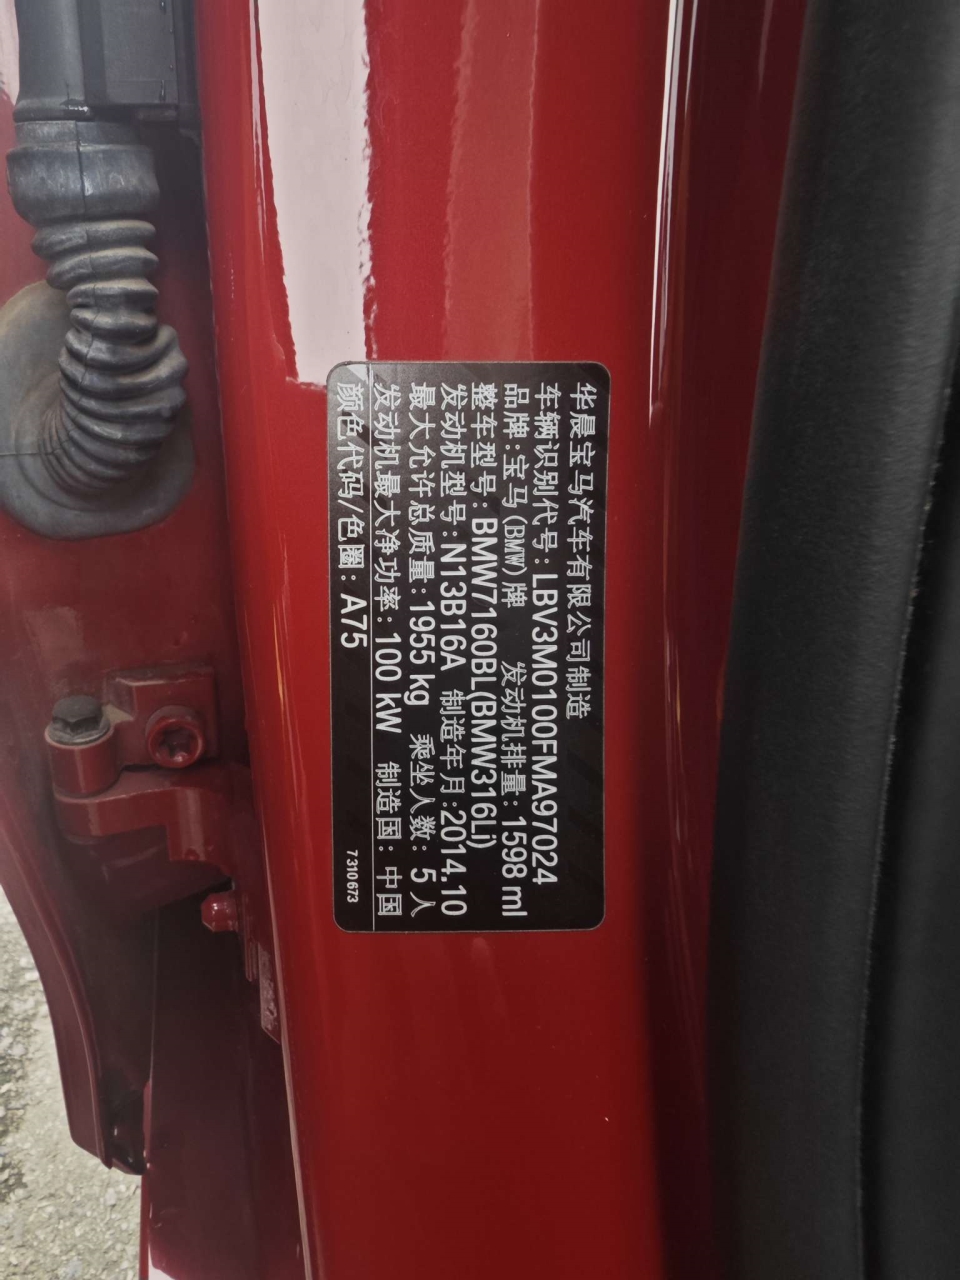 华晨宝马汽车有限公司制造
车辆识别代号:LBV3M0100FMA97024
品牌:宝马(BMW)牌 发动机排量:1598 ml
整车型号:BMW7160BL(BMW316Li)
发动机型号:N13B16A 制造年月:2014.10
最大允许总质量:1955 kg 乘坐人数:5人
发动机最大净功率:100 kW 制造国:中国
颜色代码/色圈:A75
7310673